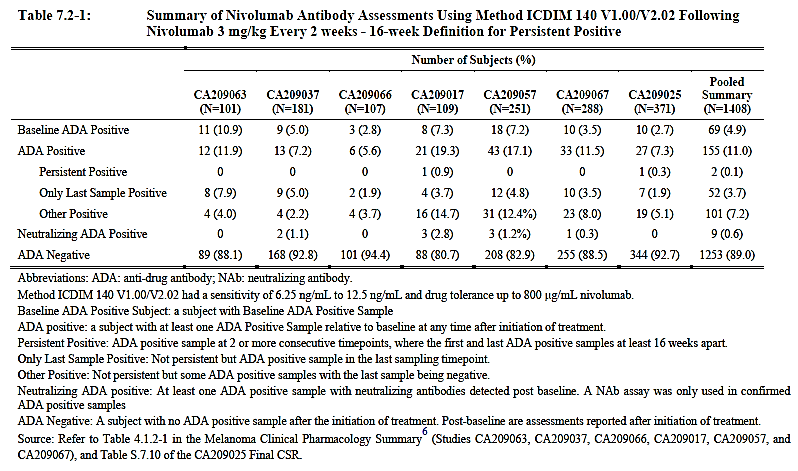 Table 7.2-1: Summary of Nivolumab Antibody Assessments Using Method ICDIM 140 V1.00/V2.02 Following
Nivolumab 3 mg/kg Every 2 weeks - 16-week Definition for Persistent Positive
Number of Subjects (%)
CA209063 (N=101) CA209037 (N=181) CA209066 (N=107) CA209017 (N=109) CA209057 (N=251) CA209067 (N=288) CA209025 (N=371) Pooled Summary (N=1408)
Baseline ADA Positive 11 (10.9) 9 (5.0) 3 (2.8) 8 (7.3) 18 (7.2) 10 (3.5) 10 (2.7) 69 (4.9)
ADA Positive 12 (11.9) 13 (7.2) 6 (5.6) 21 (19.3) 43 (17.1) 33 (11.5) 27 (7.3) 155 (11.0)
Persistent Positive 0 0 0 1 (0.9) 0 0 1 (0.3) 2 (0.1)
Only Last Sample Positive 8 (7.9) 9 (5.0) 2 (1.9) 4 (3.7) 12 (4.8) 10 (3.5) 7 (1.9) 52 (3.7)
Other Positive 4 (4.0) 4 (2.2) 4 (3.7) 16 (14.7) 31 (12.4%) 23 (8.0) 19 (5.1) 101 (7.2)
Neutralizing ADA Positive 0 2 (1.1) 0 3 (2.8) 3 (1.2%) 1 (0.3) 0 9 (0.6)
ADA Negative 89 (88.1) 168 (92.8) 101 (94.4) 88 (80.7) 208 (82.9) 255 (88.5) 344 (92.7) 1253 (89.0)
Abbreviations: ADA: anti-drug antibody; NAb: neutralizing antibody.
Method ICDIM 140 V1.00/V2.02 had a sensitivity of 6.25 ng/mL to 12.5 ng/mL and drug tolerance up to 800 µg/mL nivolumab.
Baseline ADA Positive Subject: a subject with Baseline ADA Positive Sample
ADA positive: a subject with at least one ADA Positive Sample relative to baseline at any time after initiation of treatment.
Persistent Positive: ADA positive sample at 2 or more consecutive timepoints, where the first and last ADA positive samples at least 16 weeks apart.
Only Last Sample Positive: Not persistent but ADA positive sample in the last sampling timepoint.
Other Positive: Not persistent but some ADA positive samples with the last sample being negative.
Neutralizing ADA positive: At least one ADA positive sample with neutralizing antibodies detected post baseline. A NAb assay was only used in confirmed
ADA positive samples
ADA Negative: A subject with no ADA positive sample after the initiation of treatment. Post-baseline are assessments reported after initiation of treatment.
Source: Refer to Table 4.1.2-1 in the Melanoma Clinical Pharmacology Summary6 (Studies CA209063, CA209037, CA209066, CA209017, CA209057, and
CA209067), and Table S.7.10 of the CA209025 Final CSR.